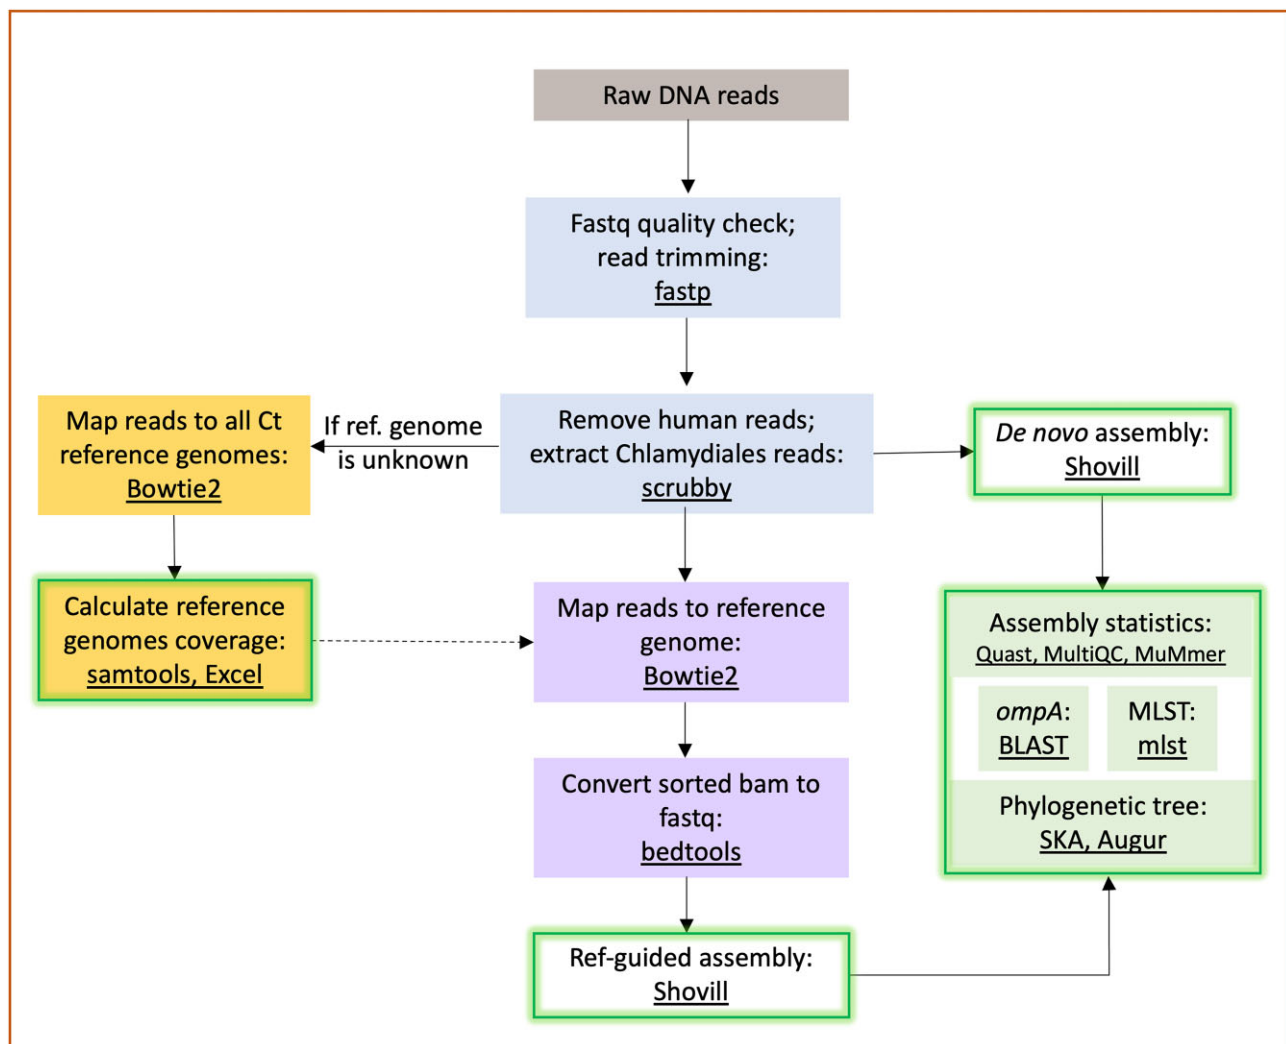 Raw DNA reads
Fastq quality check;
read trimming:
fastp
Remove human reads;
extract Chlamydiales reads:
scrubby
If ref. genome
is unknown
Map reads to all Ct
reference genomes:
Bowtie2
Calculate reference
genomes coverage:
samtools, Excel
Map reads to reference
genome:
Bowtie2
Convert sorted bam to
fastq:
bedtools
Ref-guided assembly:
Shovill
De novo assembly:
Shovill
Assembly statistics:
Quast, MultiQC, MuMmer
ompA:
BLAST
MLST:
mlst
Phylogenetic tree:
SKA, Augur